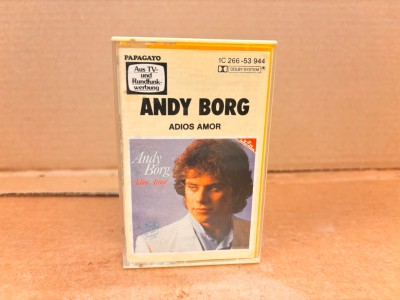 PAPAGATO
Aus TV-
und
Rundfunk-
werbung
1C 266-53 944
DOLBY SYSTEM
ANDY BORG
ADIOS AMOR
Andy
Borg
Adios Amor